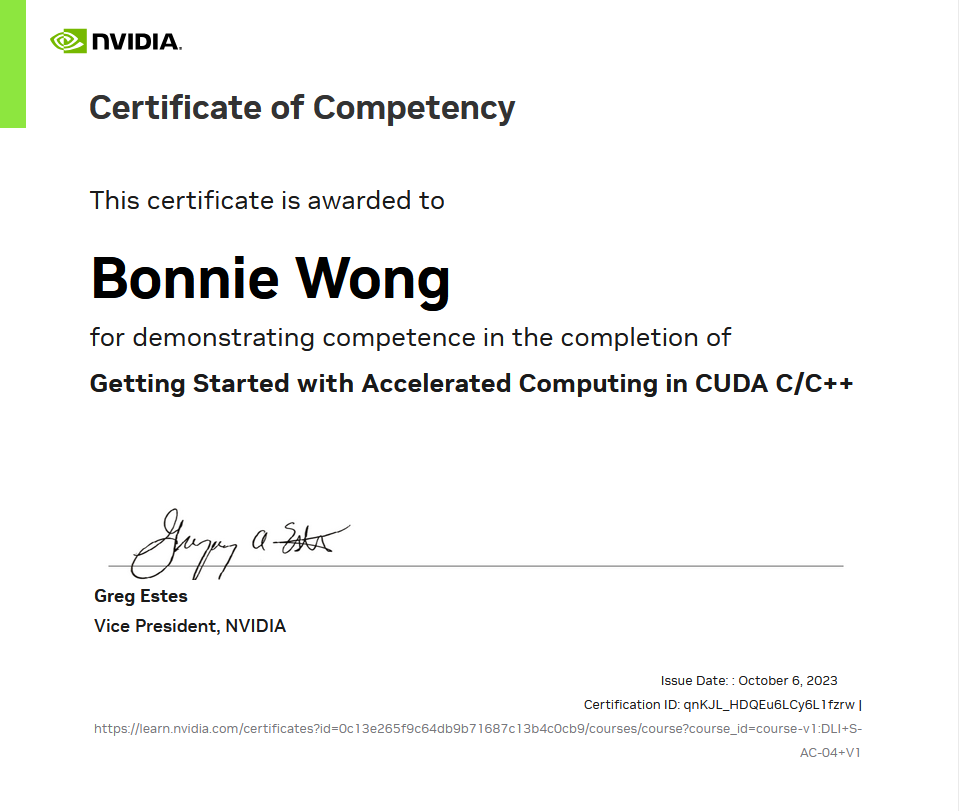 NVIDIA.
Certificate of Competency
This certificate is awarded to
Bonnie Wong
for demonstrating competence in the completion of
Getting Started with Accelerated Computing in CUDA C/C++
Greg Estes
Vice President, NVIDIA
Issue Date: : October 6, 2023
Certification ID: qnKJL_HDQEu6LCy6L1fzrw |
https://learn.nvidia.com/certificates?id=0c13e265f9c64db9b71687c13b4c0cb9/courses/course?course_id=course-v1:DLI+S-
AC-04+V1